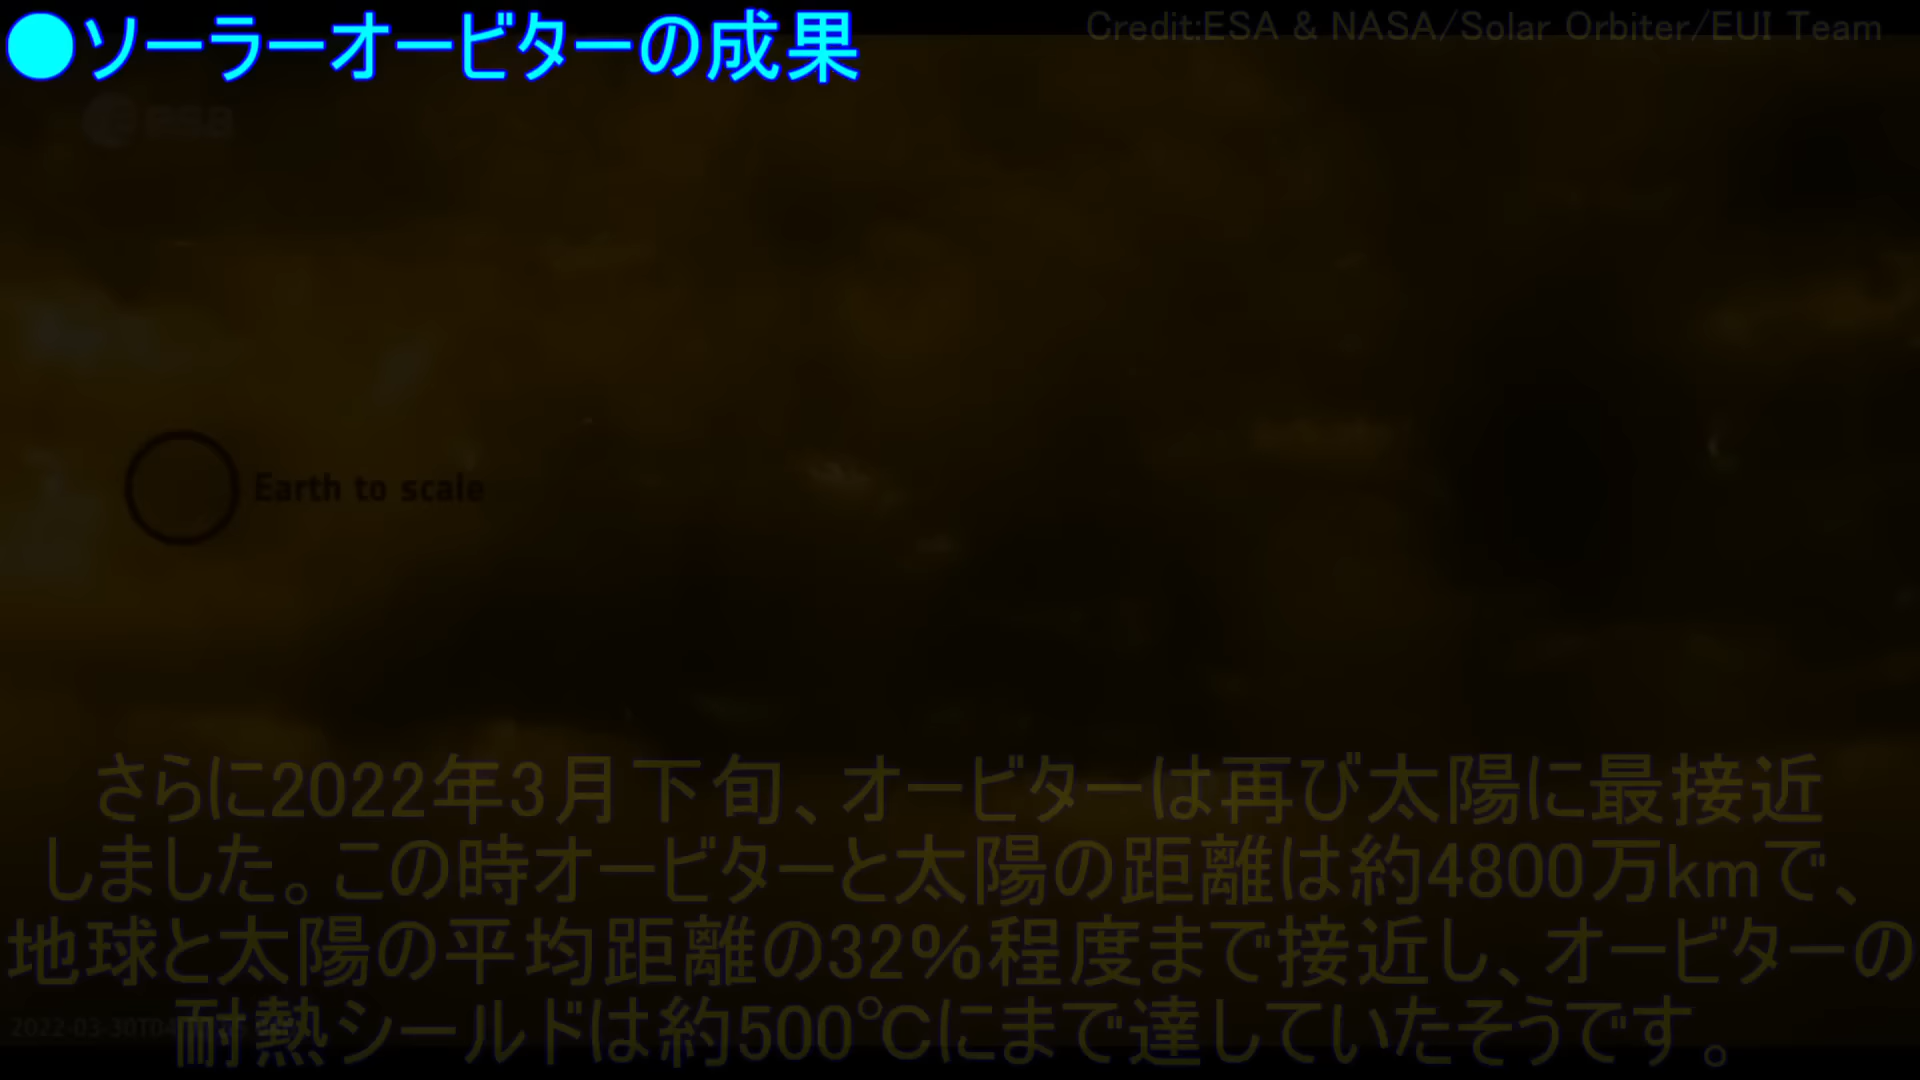 ●ソーラーオービターの成果
Credit:ESA & NASA/Solar Orbiter/EUI Team
esa
Earth to scale
さらに2022年3月下旬、オービターは再び太陽に最接近
しました。この時オービターと太陽の距離は約4800万kmで、
地球と太陽の平均距離の32%程度まで接近し、オービターの
耐熱シールドは約500℃にまで達していたそうです。